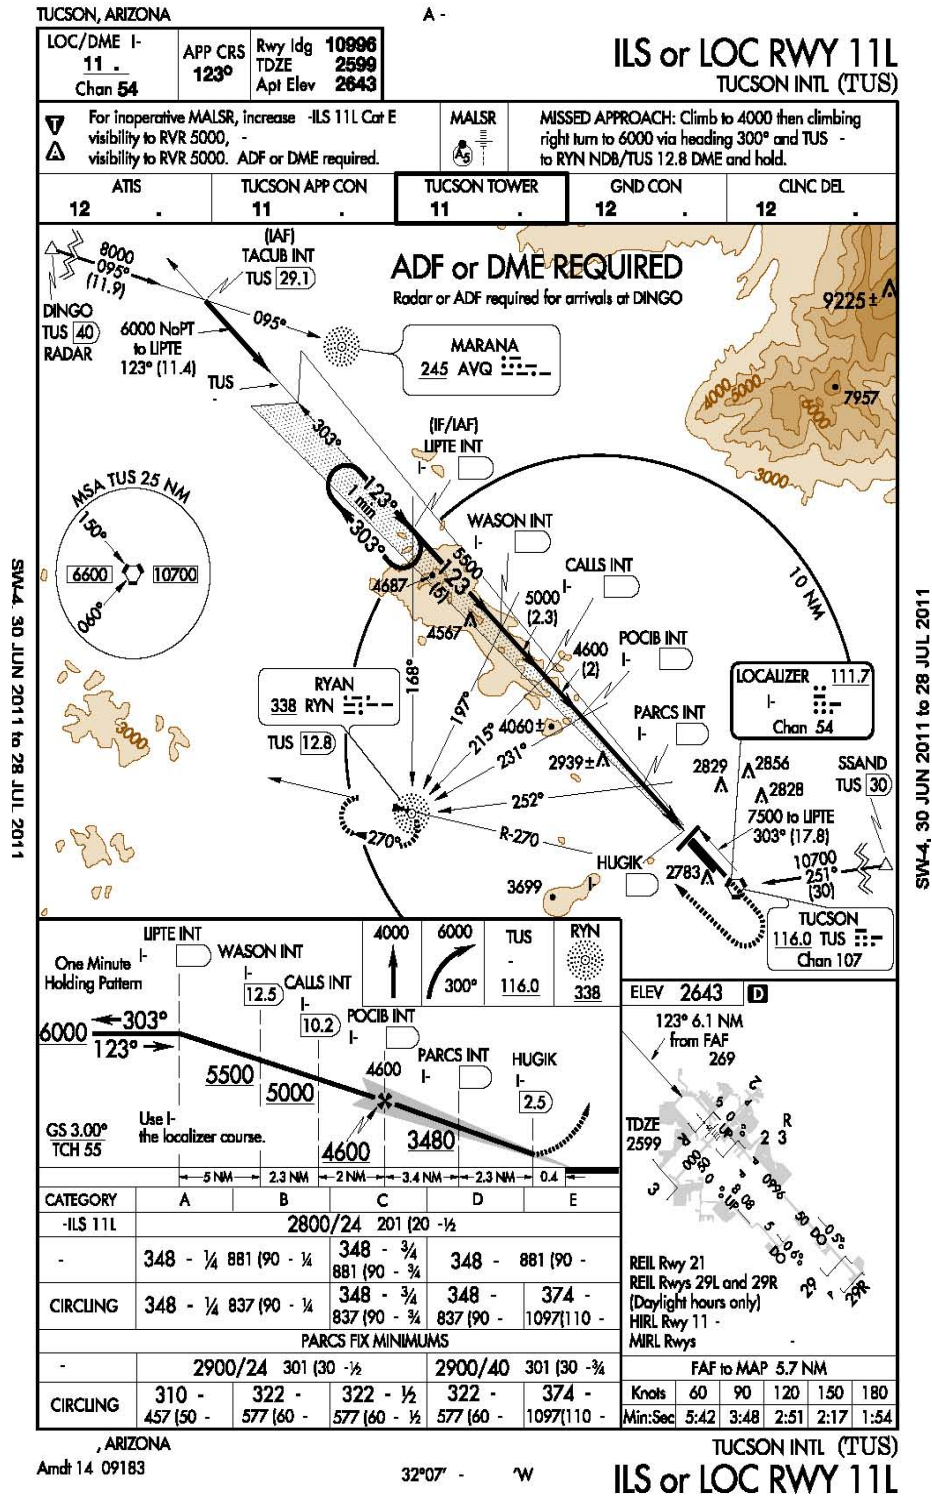 TUCSON, ARIZONA
A -
LOC/DME I-
11 .
Chan 54
APP CRS
123°
Rwy ldg 10996
TDZE 2599
Apt Elev 2643
ILS or LOC RWY 11L
TUCSON INTL (TUS)
T
A
For inoperative MALSR, increase -ILS 11L Cat E
visibility to RVR 5000, -
visibility to RVR 5000. ADF or DME required.
MALSR
A5
MISSED APPROACH: Climb to 4000 then climbing
right turn to 6000 via heading 300° and TUS -
to RYN NDB/TUS 12.8 DME and hold.
ATIS
12 .
TUCSON APP CON
11 .
TUCSON TOWER
11 .
GND CON
12 .
CLNC DEL
12 .
ADF or DME REQUIRED
Radar or ADF required for arrivals at DINGO
8000
095°
(11.9)
DINGO
TUS 40
RADAR
(IAF)
TACUB INT
TUS 29.1
6000 NoPT
to LIPTE
123° (11.4)
095°
TUS
-
MARANA
245 AVQ
9225±
7957
4000
5000
6000
3000
303°
(IF/IAF)
LIPTE INT
I-
123°
1 min
303°
MSA TUS 25 NM
150°
6600
10700
060°
WASON INT
I-
5500
123
(5)
4687
4567
CALLS INT
I-
5000
(2.3)
10 NM
POCIB INT
I-
4600
(2)
LOCALIZER 111.7
I-
Chan 54
RYAN
338 RYN
TUS 12.8
168°
197°
215°
231°
4060±
PARCS INT
I-
2939±
252°
R-270
270°
2829
2856
2828
SSAND
TUS 30
7500 to LIPTE
303° (17.8)
10700
251°
(30)
HUGIK
I-
2783
3699
3000
TUCSON
116.0 TUS
Chan 107
SW-4, 30 JUN 2011 to 28 JUL 2011
SW-4, 30 JUN 2011 to 28 JUL 2011
One Minute
Holding Pattern
LIPTE INT
I-
WASON INT
I-
12.5
CALLS INT
I-
10.2
POCIB INT
I-
PARCS INT
I-
HUGIK
I-
2.5
4000
6000
300°
TUS
-
116.0
RYN
338
6000
303°
123°
5500
5000
4600
4600
3480
GS 3.00°
TCH 55
Use I-
the localizer course.
5 NM
2.3 NM
2 NM
3.4 NM
2.3 NM
0.4
ELEV 2643 D
123° 6.1 NM
from FAF
269
TDZE
2599
REIL Rwy 21
REIL Rwys 29L and 29R
(Daylight hours only)
HIRL Rwy 11 -
MIRL Rwys -
FAF to MAP 5.7 NM
Knots 60 90 120 150 180
Min:Sec 5:42 3:48 2:51 2:17 1:54
CATEGORY A B C D E
-ILS 11L 2800/24 201 (20 -½
- 348 - ¼ 881 (90 - ¼ 348 - ¾ 881 (90 - ¾ 348 - 881 (90 -
CIRCLING 348 - ¼ 837 (90 - ¼ 348 - ¾ 837 (90 - ¾ 348 - 837 (90 - 374 - 1097(110 -
PARCS FIX MINIMUMS
- 2900/24 301 (30 -½ 2900/40 301 (30 -¾
CIRCLING 310 - 457 (50 - 322 - 577 (60 - 322 - ½ 577 (60 - ½ 322 - 577 (60 - 374 - 1097(110 -
, ARIZONA
Amdt 14 09183
32°07' - 'W
TUCSON INTL (TUS)
ILS or LOC RWY 11L